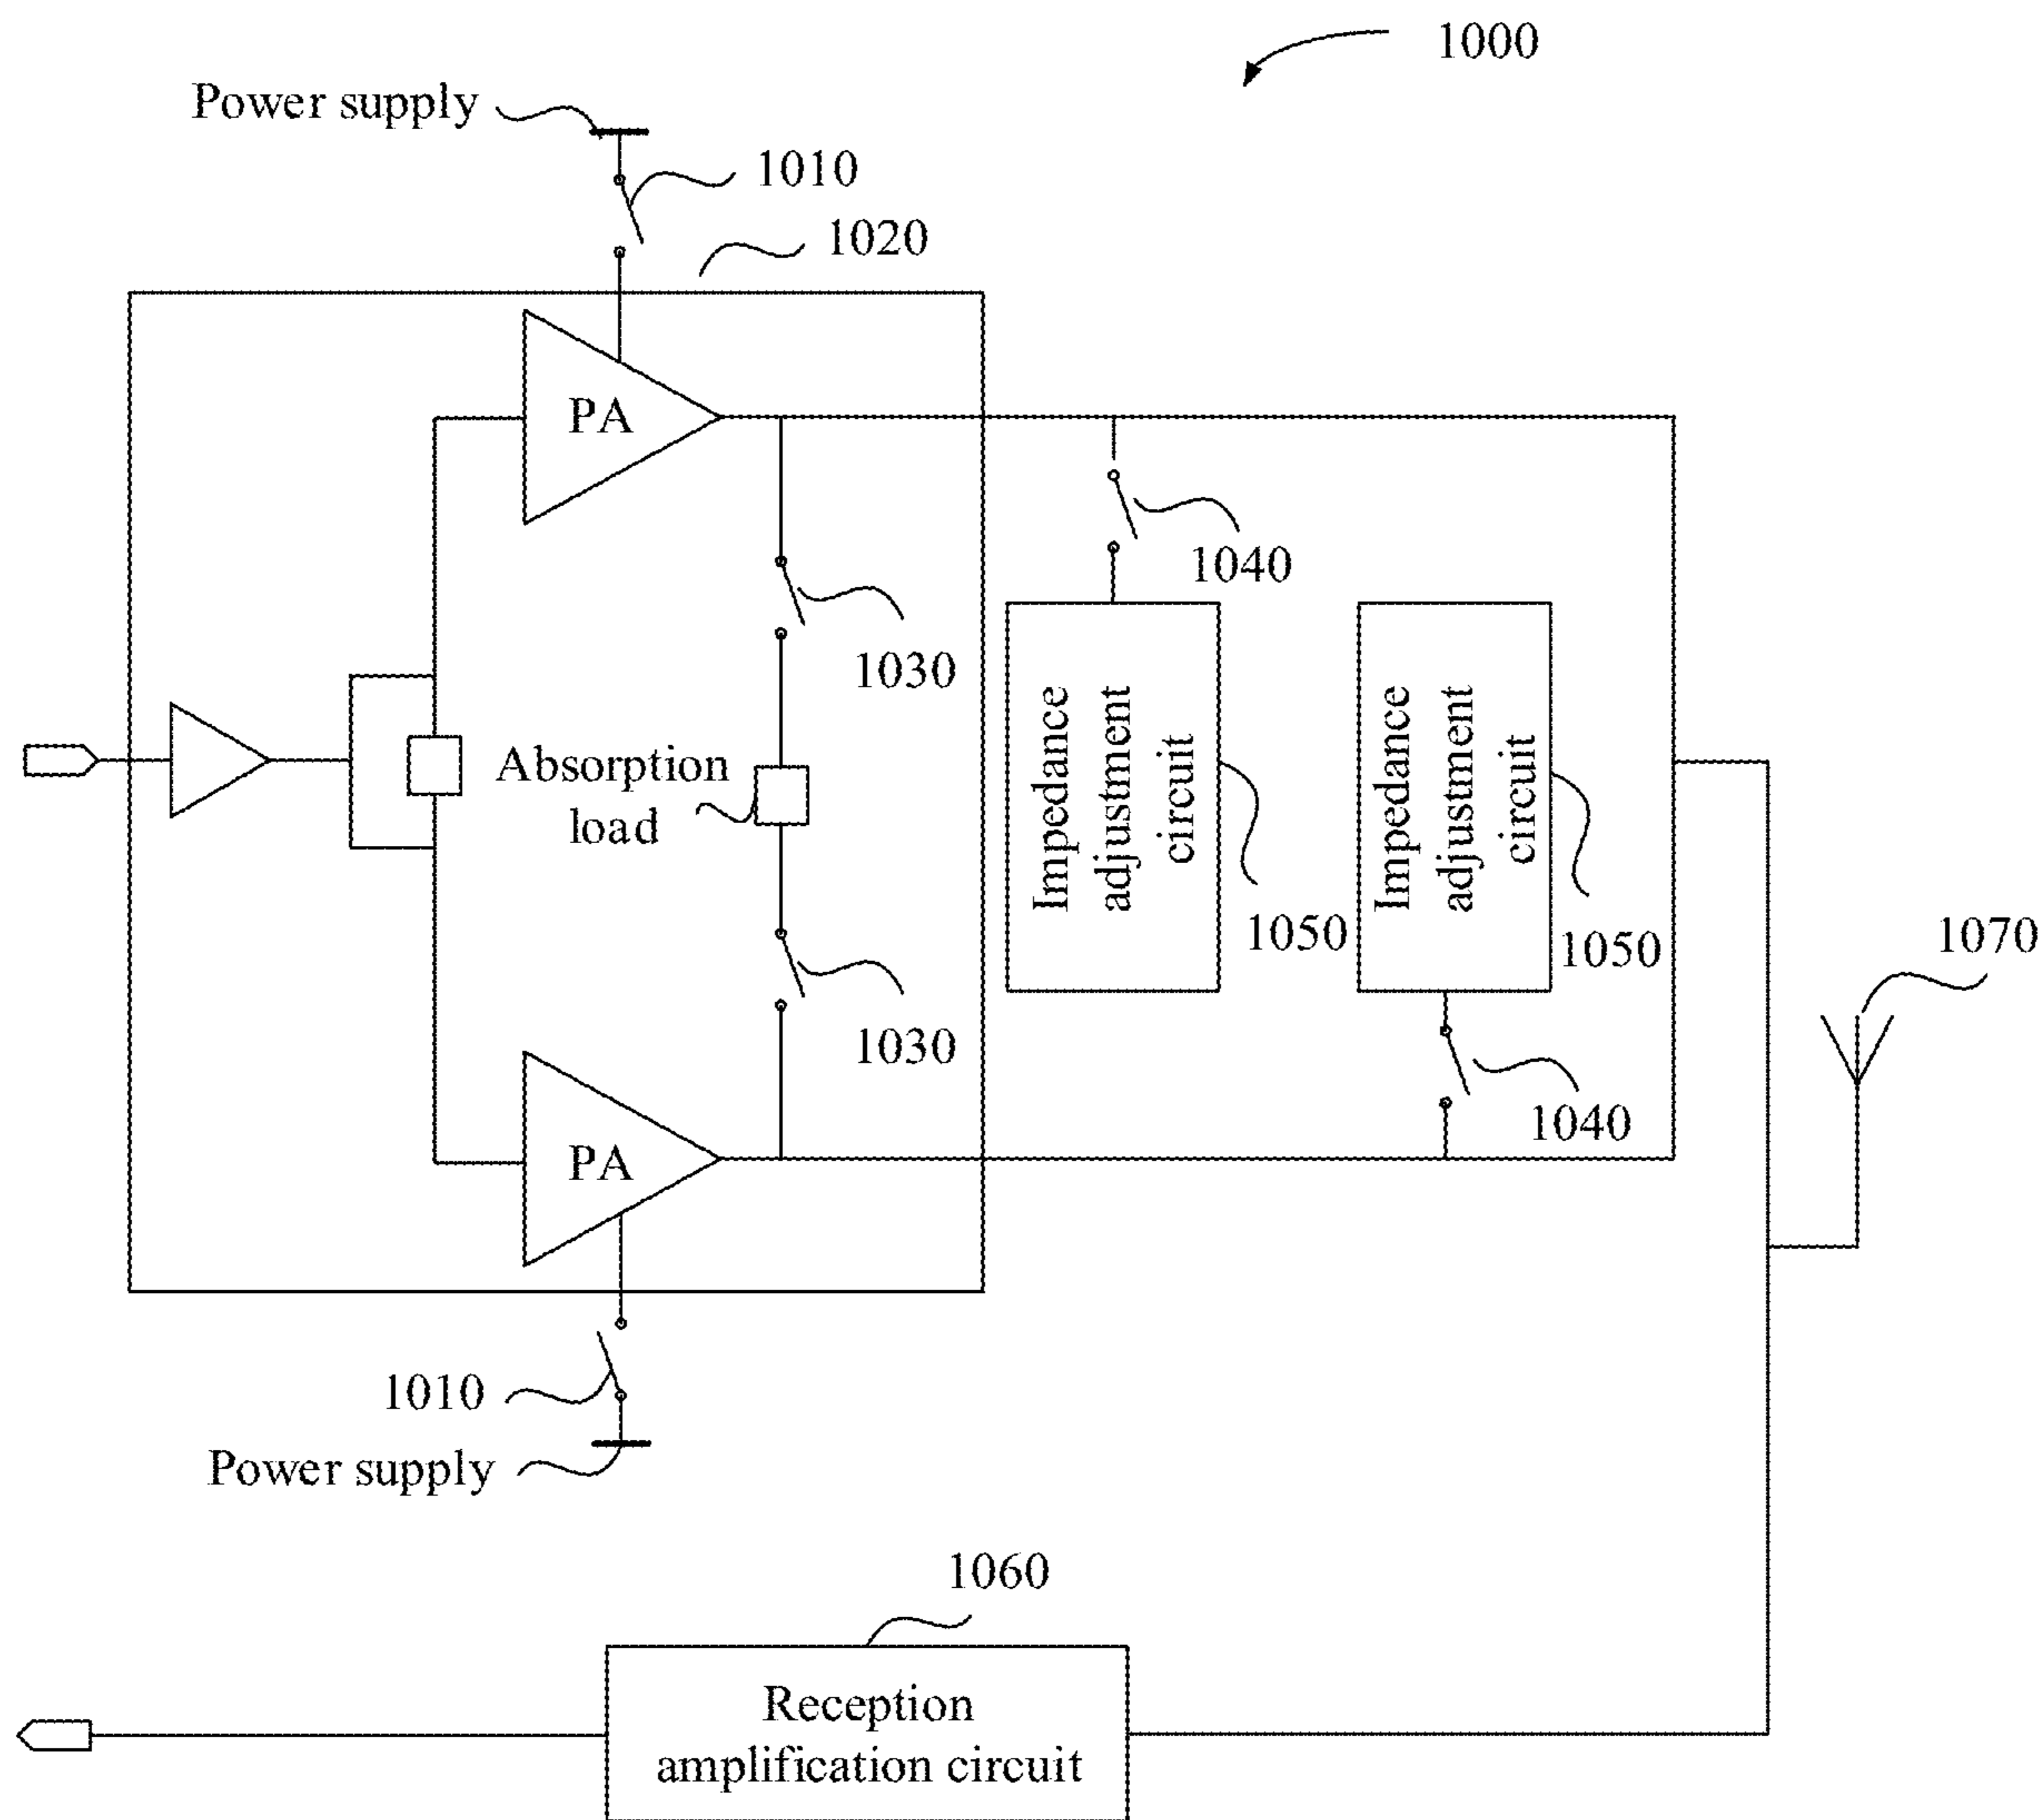 1000
Power supply
1010
1020
PA
1040
1030
Absorption
load
Impedance
adjustment
circuit
1050
Impedance
adjustment
circuit
1050
1070
1030
1040
PA
1010
Power supply
1060
Reception
amplification circuit